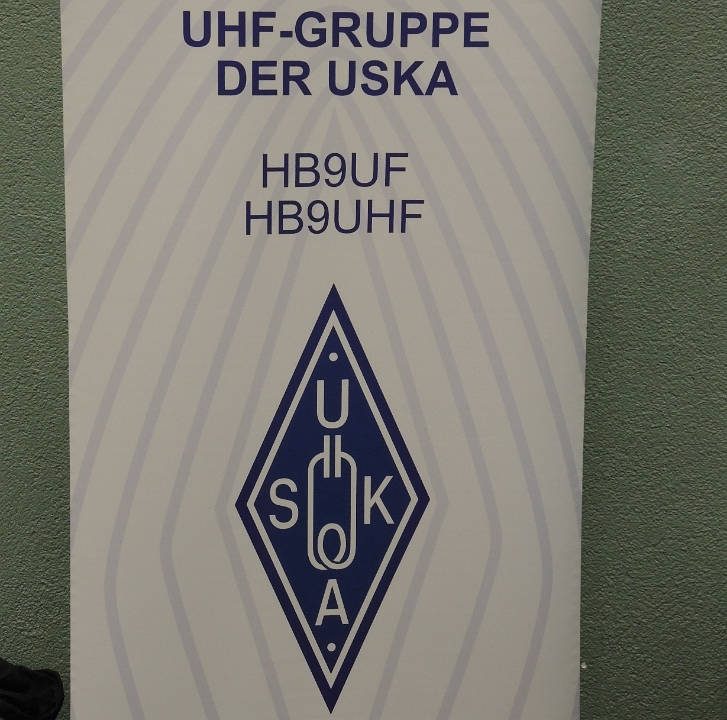 UHF-GRUPPE
DER USKA
HB9UF
HB9UHF
U
S K
A